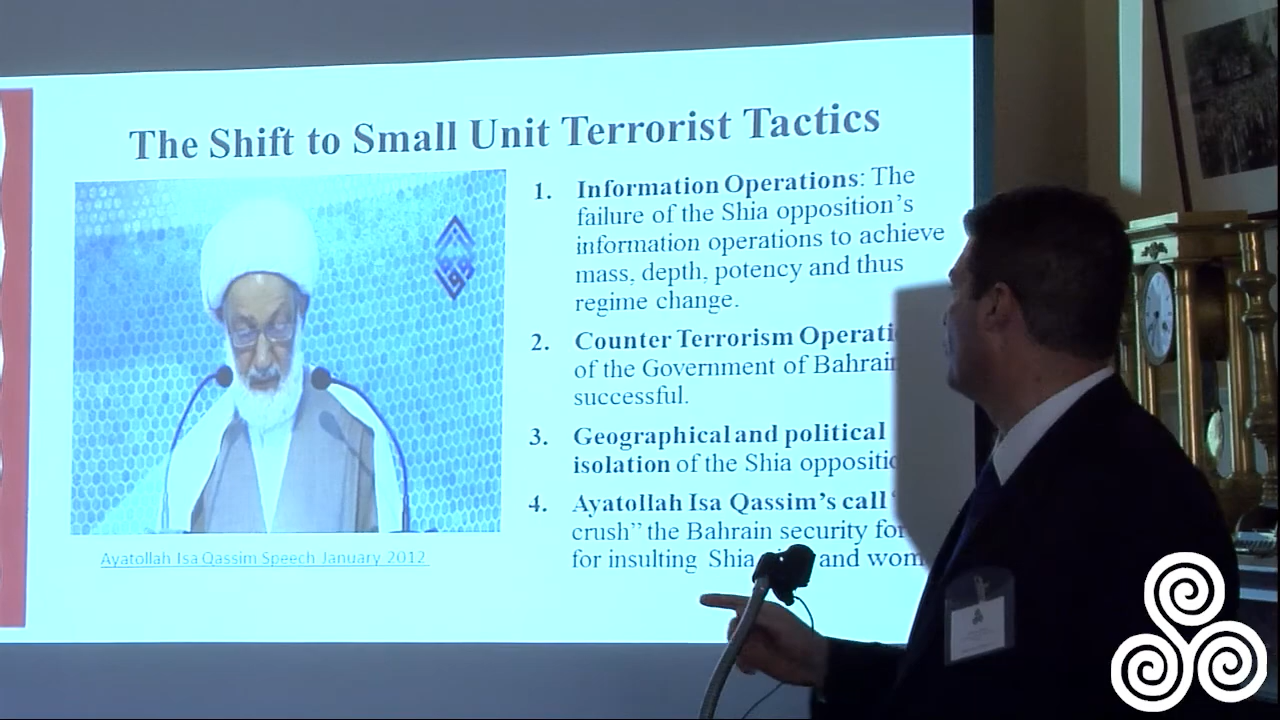 The Shift to Small Unit Terrorist Tactics
1. Information Operations: The
failure of the Shia opposition's
information operations to achieve
mass, depth, potency and thus
regime change.
2. Counter Terrorism
of the Government of Bahrain
successful.
3. Geographical and political
isolation of the Shia
4. Ayatollah Isa Qassim's call
crush" the Bahrain security
for insulting Shia and
Ayatollah Isa Qassim Speech January 2012